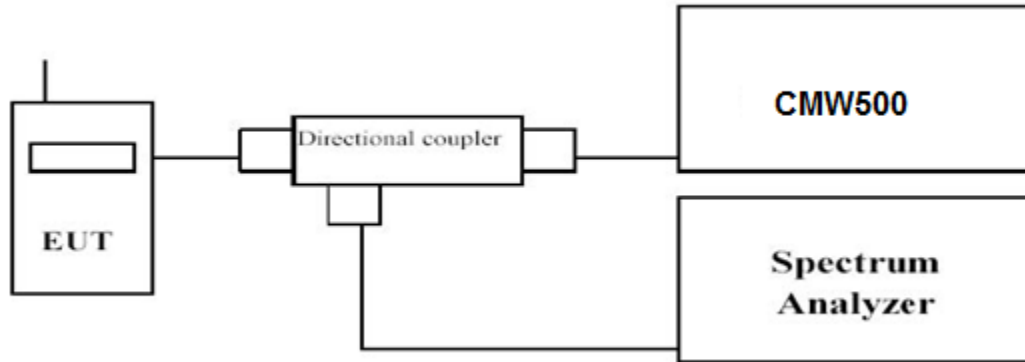 CMW500
Directional coupler
EUT
Spectrum
Analyzer